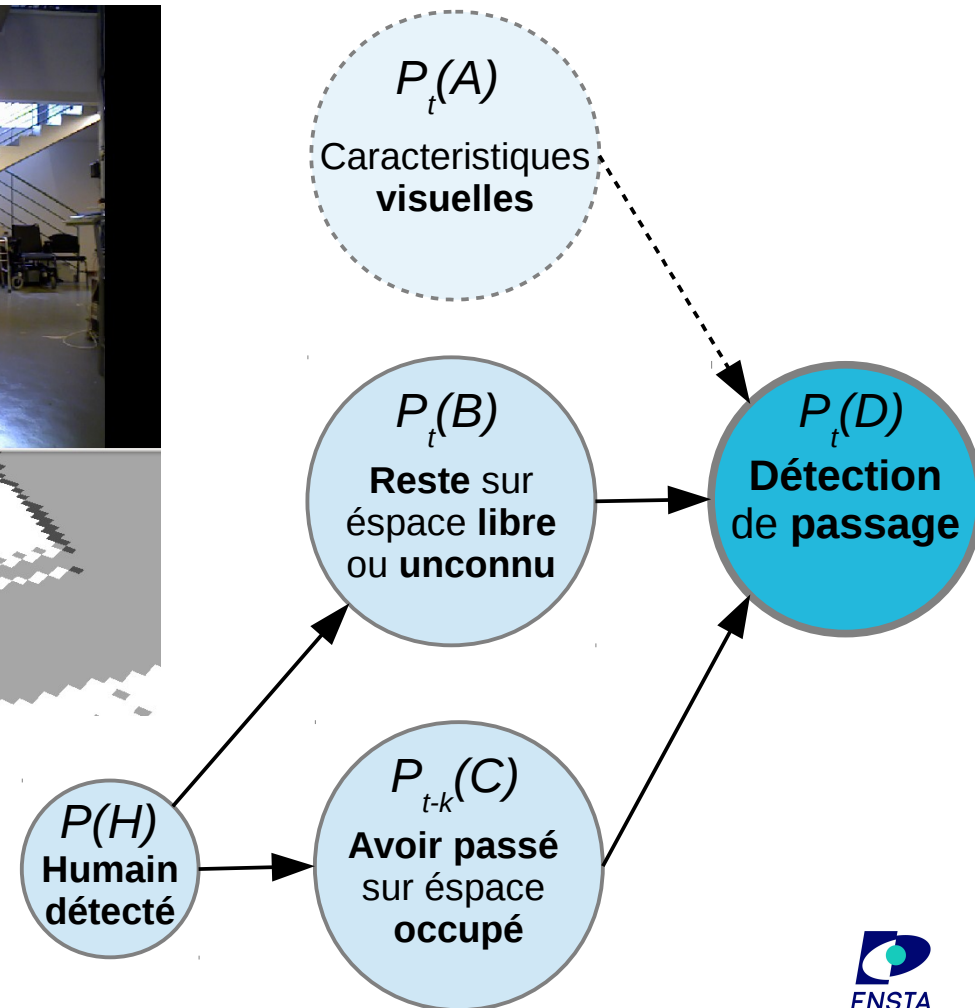 P_t(A)
Caracteristiques
visuelles
P_t(B)
Reste sur
éspace libre
ou unconnu
P_t(D)
Détection
de passage
P_{t-k}(C)
Avoir passé
sur éspace
occupé
P(H)
Humain
détecté
ENSTA